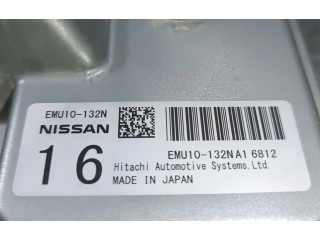 EMU10-132N
NISSAN
16
EMU10-132NA1 6812
Hitachi Automotive Systems,Ltd.
MADE IN JAPAN